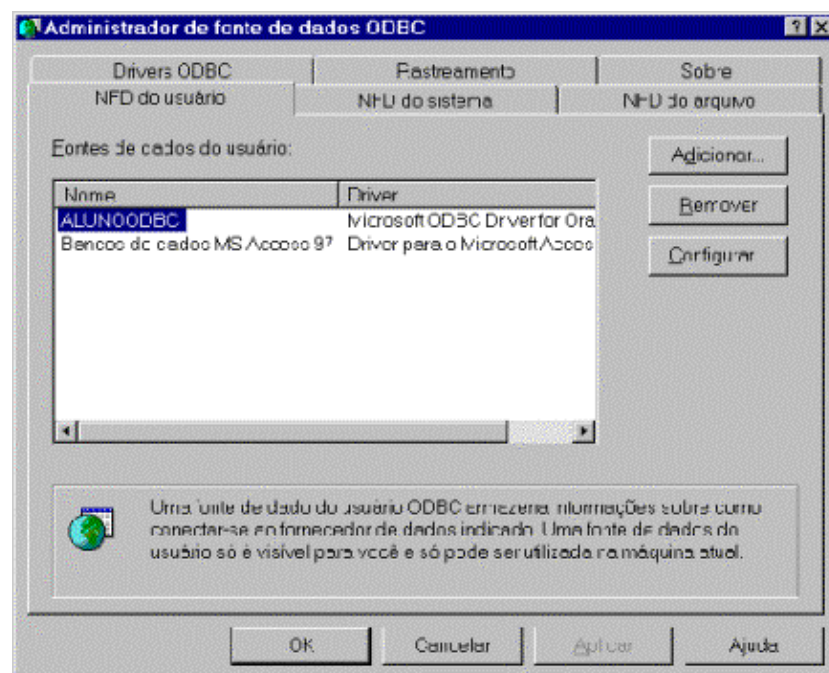 Administrador de fonte de dados ODBC
Drivers ODBC
Rastreamento
Sobre
NFD do usuário
NFD do sistema
NFD do arquivo
Fontes de dados do usuário:
Adicionar...
Nome
Driver
Remover
ALUNOODBC
Microsoft ODBC Driver for Ora
Bancos de dados MS Access 97
Driver para o Microsoft Acces
Configurar
Uma fonte de dado do usuário ODBC armazena informações sobre como
conectar-se ao fornecedor de dados indicado. Uma fonte de dados do
usuário só é visível para você e só pode ser utilizada na máquina atual.
OK
Cancelar
Aplicar
Ajuda